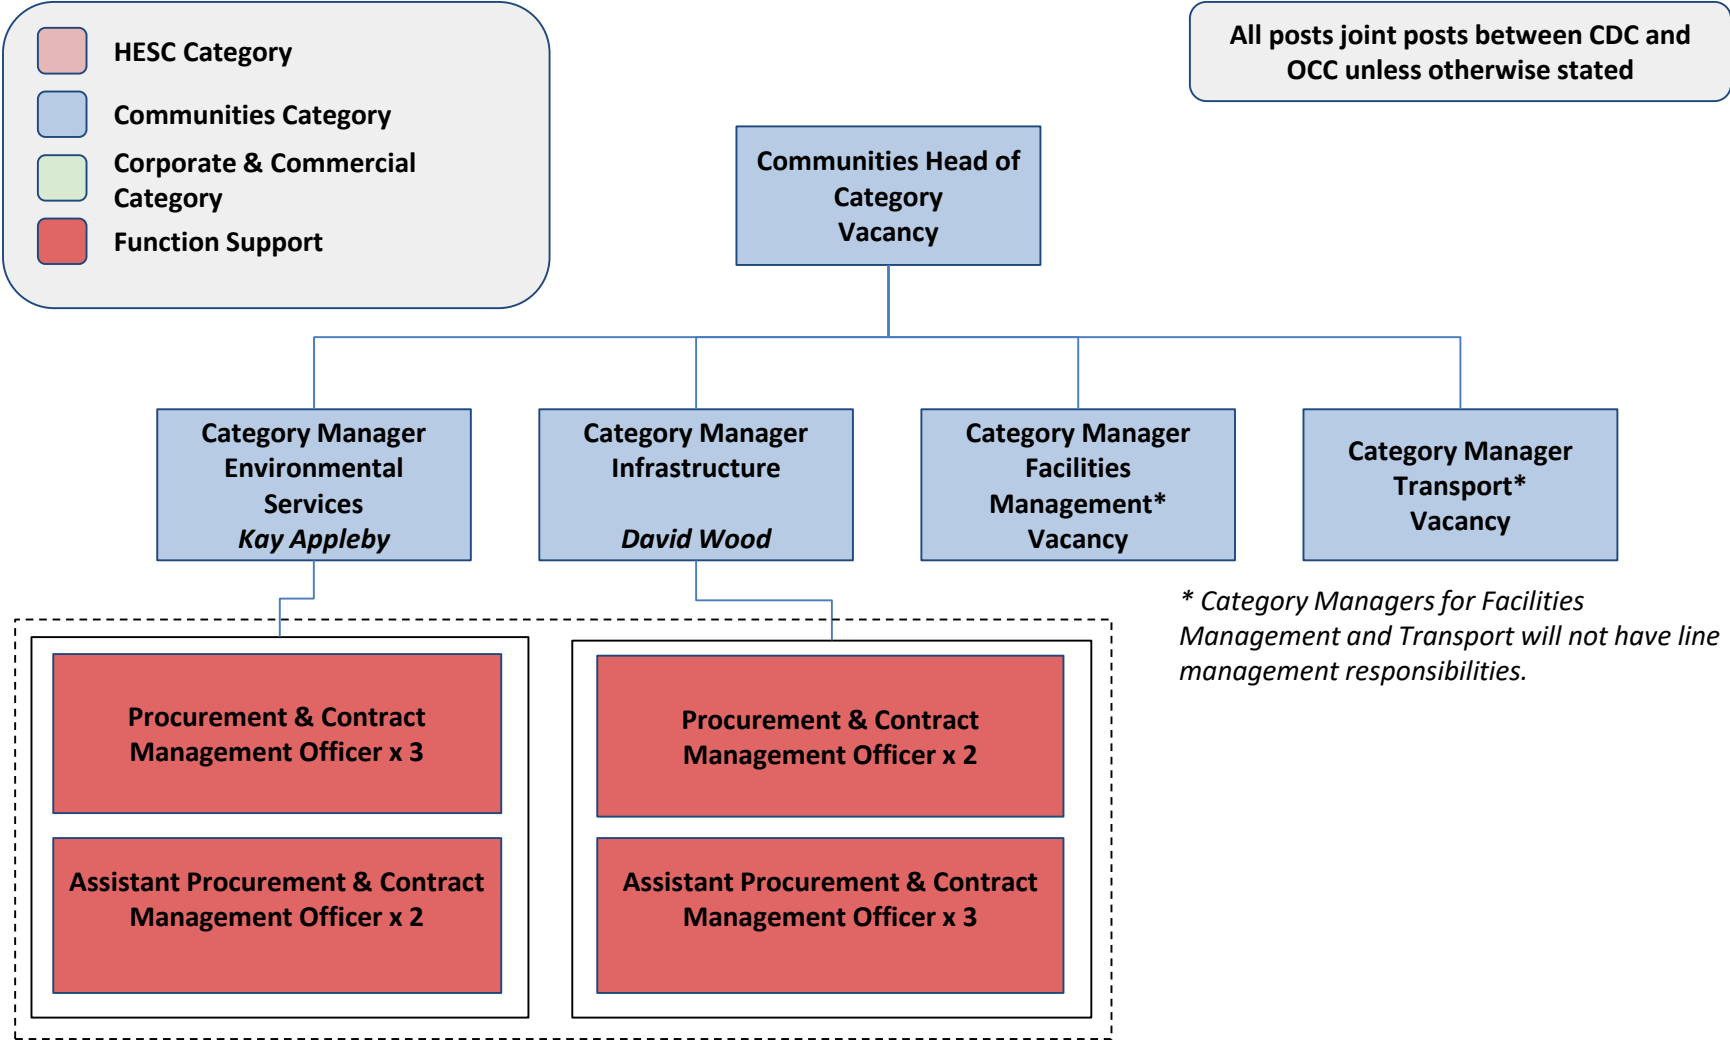 HESC Category
Communities Category
Corporate & Commercial
Category
Function Support
All posts joint posts between CDC and
OCC unless otherwise stated
Communities Head of
Category
Vacancy
Category Manager
Environmental
Services
Kay Appleby
Category Manager
Infrastructure
David Wood
Category Manager
Facilities
Management*
Vacancy
Category Manager
Transport*
Vacancy
* Category Managers for Facilities
Management and Transport will not have line
management responsibilities.
Procurement & Contract
Management Officer x 3
Assistant Procurement & Contract
Management Officer x 2
Procurement & Contract
Management Officer x 2
Assistant Procurement & Contract
Management Officer x 3